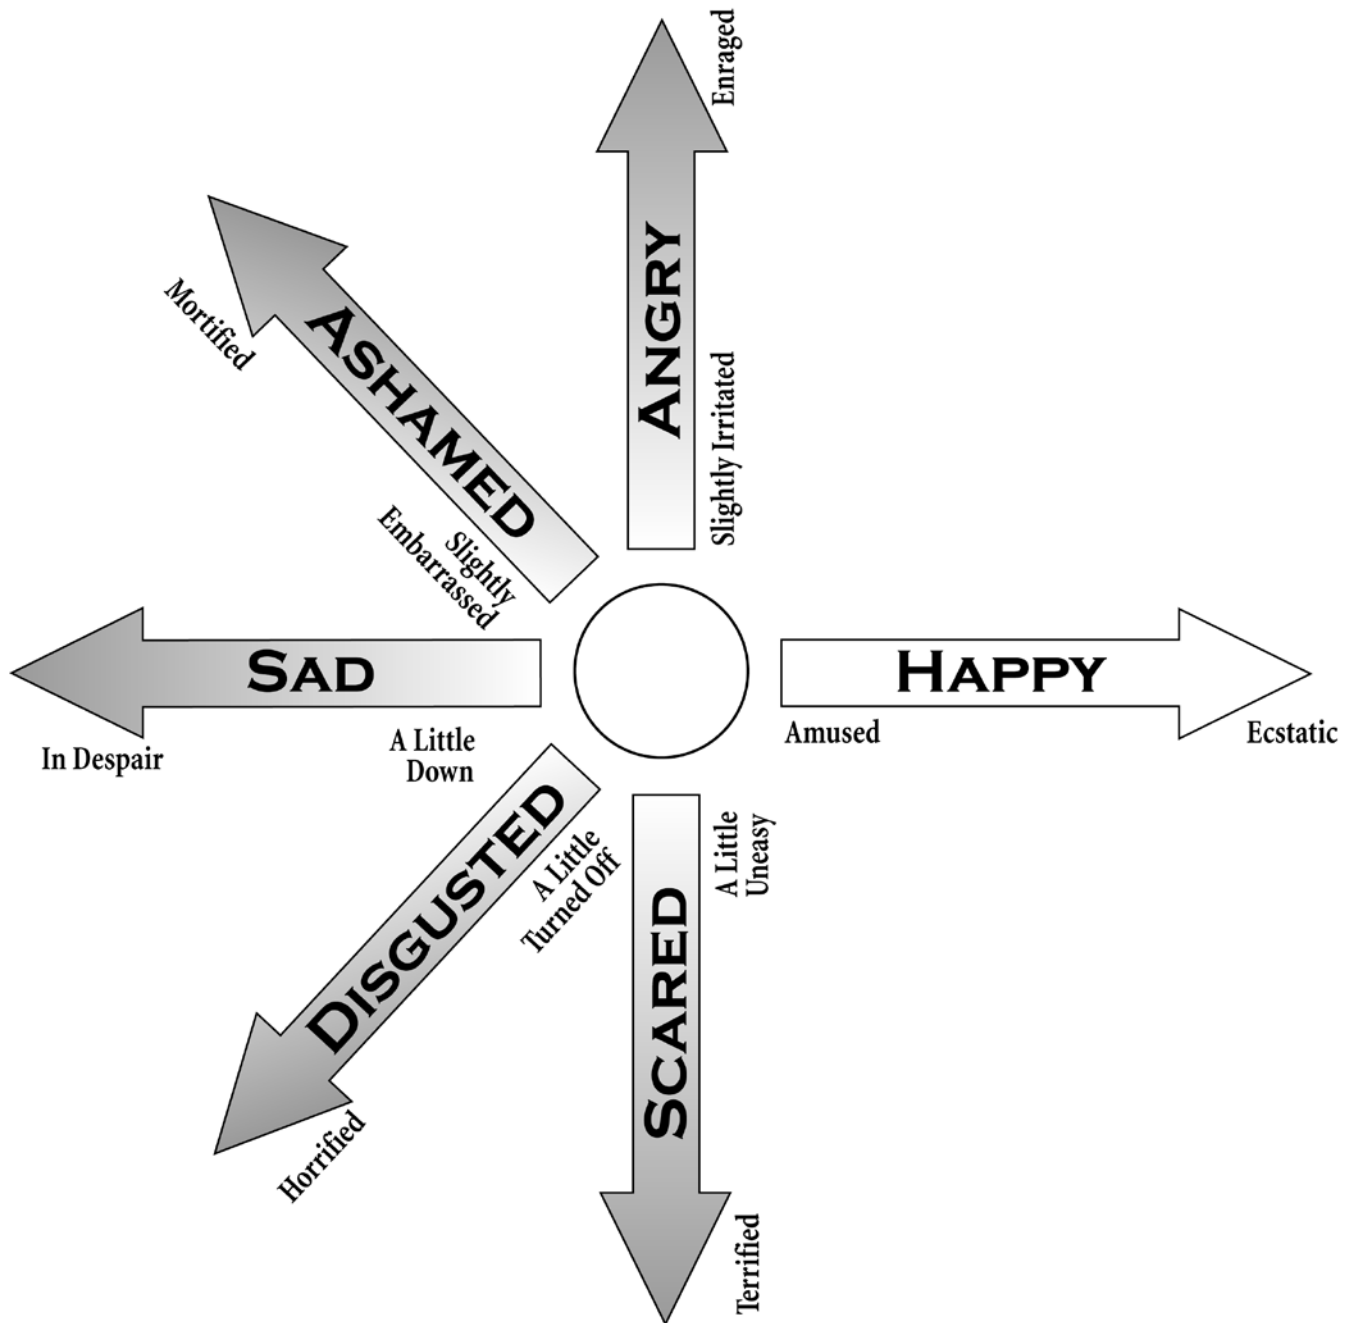 Enraged
ANGRY
Slightly Irritated
Mortified
ASHAMED
Slightly
Embarrassed
SAD
In Despair
A Little
Down
HAPPY
Amused
Ecstatic
DISGUSTED
A Little
Turned Off
Horrified
A Little
Uneasy
SCARED
Terrified